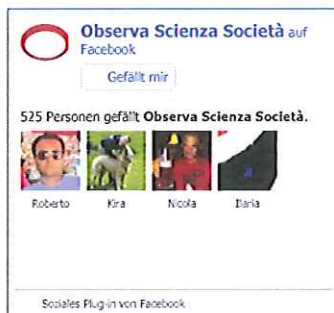 Observa Scienza Società auf
Facebook
Gefällt mir
525 Personen gefällt Observa Scienza Società.
Roberto Kira Nicola Ilaria
Soziales Plug-in von Facebook